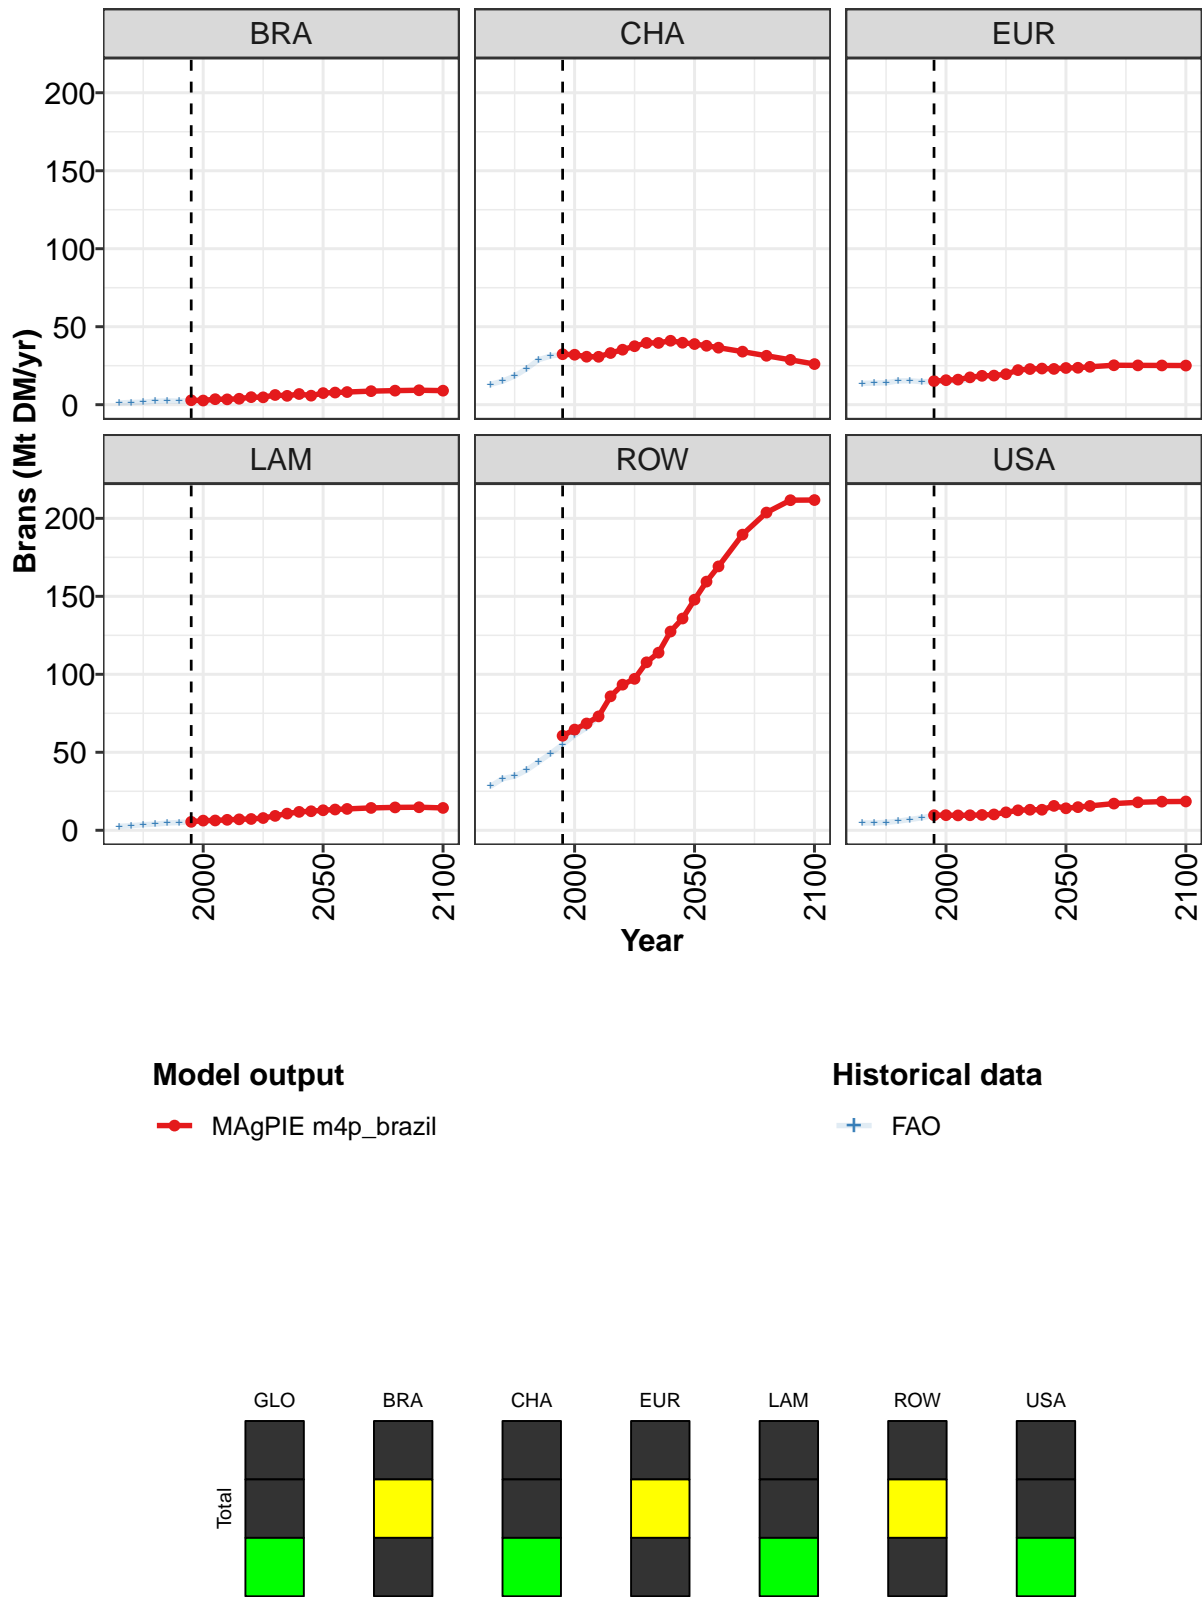 BRA CHA EUR
200
150
100
50
0
Brans (Mt DM/yr)
LAM ROW USA
200
150
100
50
0
2000 2050 2100 2000 2050 2100 2000 2050 2100
Year
Model output Historical data
MAgPIE m4p_brazil FAO
GLO BRA CHA EUR LAM ROW USA
Total